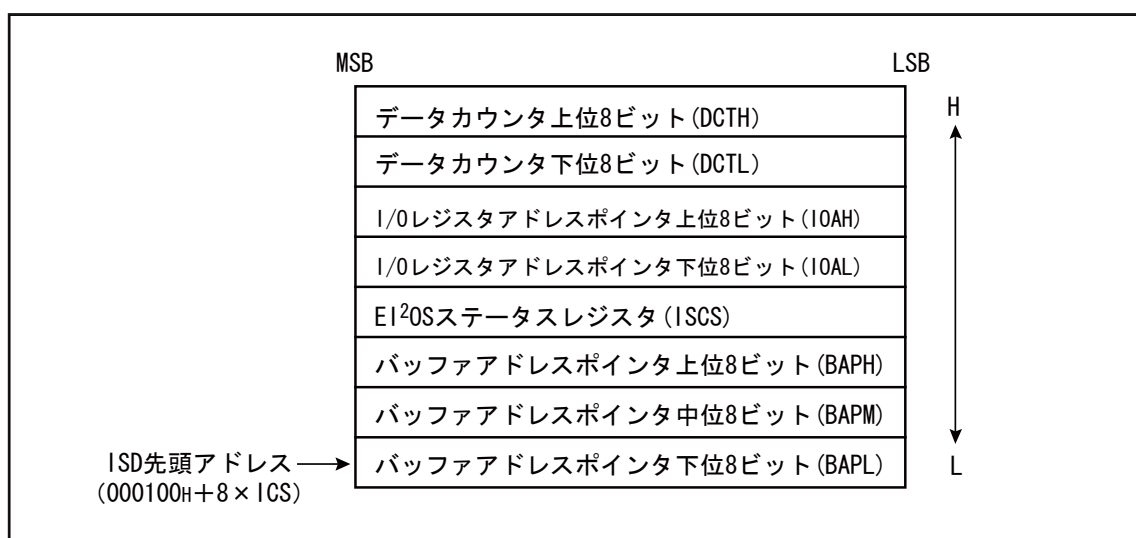 MSB LSB
データカウンタ上位8ビット(DCTH) H
データカウンタ下位8ビット(DCTL)
I/Oレジスタアドレスポインタ上位8ビット(IOAH)
I/Oレジスタアドレスポインタ下位8ビット(IOAL)
EI²OSステータスレジスタ(ISCS)
バッファアドレスポインタ上位8ビット(BAPH)
バッファアドレスポインタ中位8ビット(BAPM)
ISD先頭アドレス バッファアドレスポインタ下位8ビット(BAPL) L
(000100H+8×ICS)